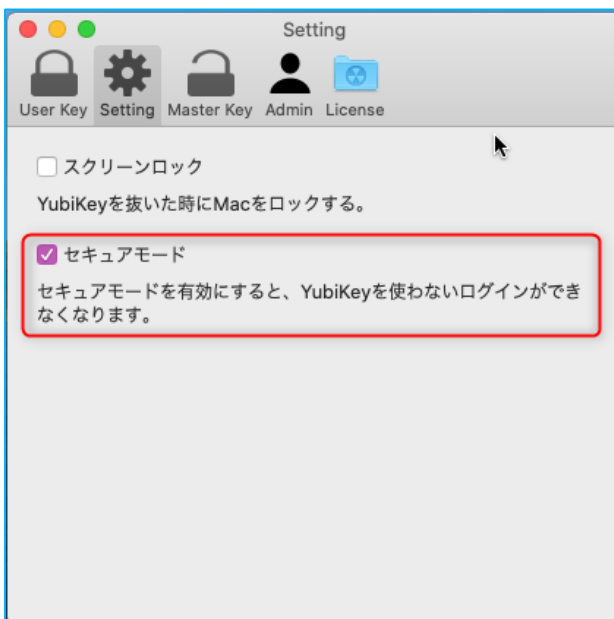 Setting
User Key Setting Master Key Admin License
スクリーンロック
YubiKeyを抜いた時にMacをロックする。
セキュアモード
セキュアモードを有効にすると、YubiKeyを使わないログインができ
なくなります。